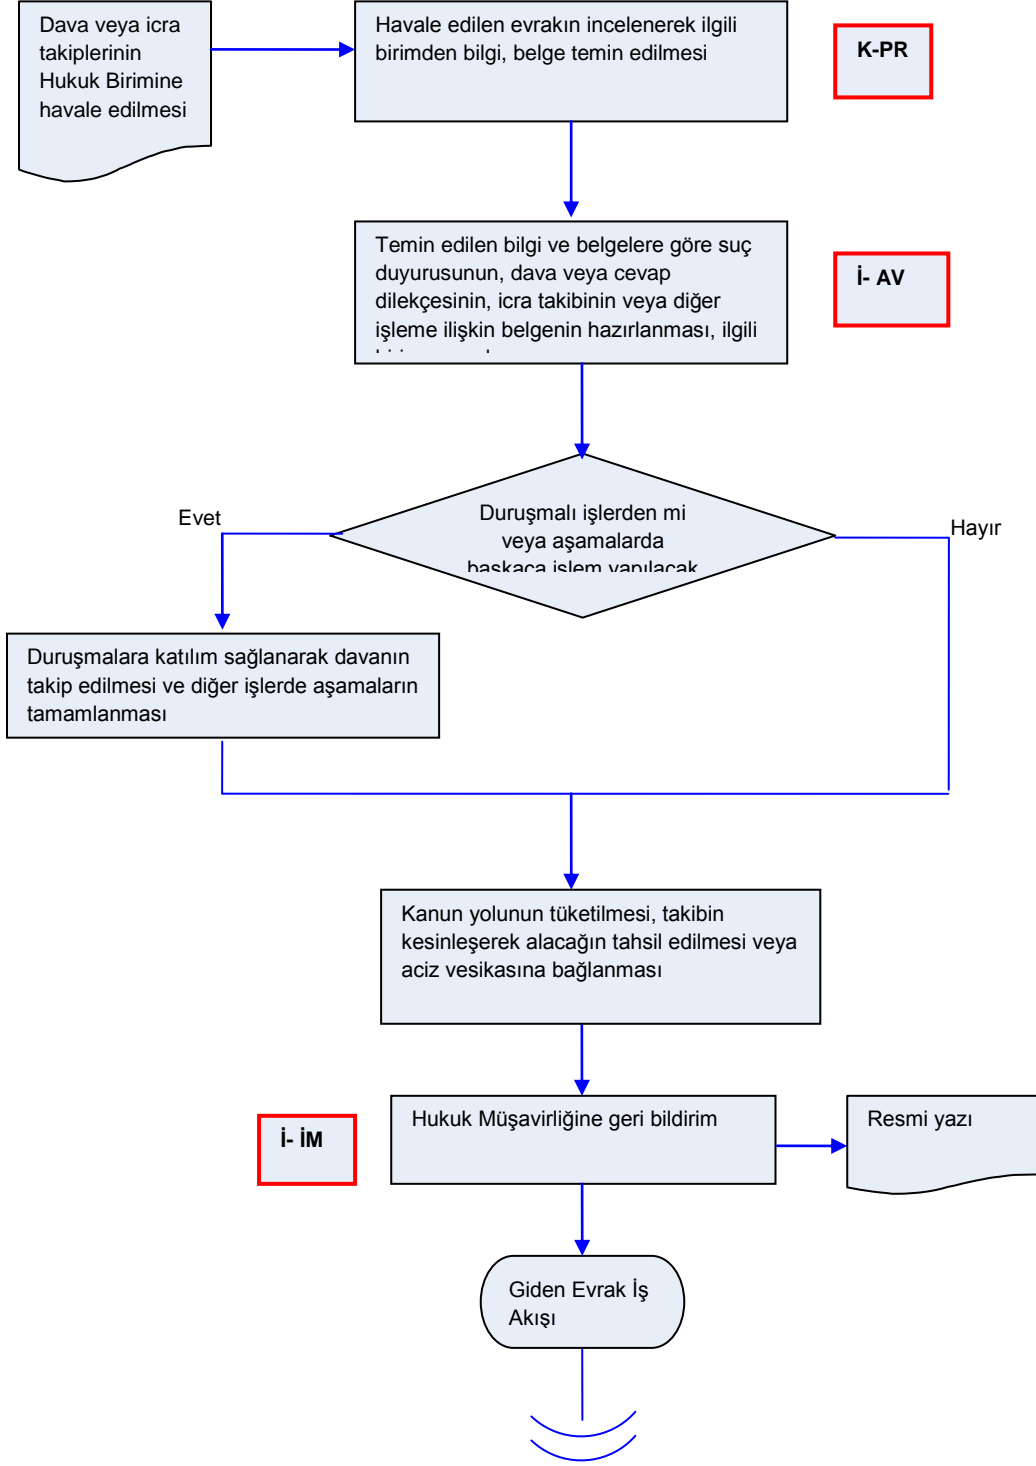 Dava veya icra
takiplerinin
Hukuk Birimine
havale edilmesi
Havale edilen evrakın incelenerek ilgili
birimden bilgi, belge temin edilmesi
K-PR
Temin edilen bilgi ve belgelere göre suç
duyurusunun, dava veya cevap
dilekçesinin, icra takibinin veya diğer
işleme ilişkin belgenin hazırlanması, ilgili
İ- AV
Duruşmalı işlerden mi
veya aşamalarda
başkaca işlem yapılacak
Evet
Hayır
Duruşmalara katılım sağlanarak davanın
takip edilmesi ve diğer işlerde aşamaların
tamamlanması
Kanun yolunun tüketilmesi, takibin
kesinleşerek alacağın tahsil edilmesi veya
aciz vesikasına bağlanması
İ- İM
Hukuk Müşavirliğine geri bildirim
Resmi yazı
Giden Evrak İş
Akışı